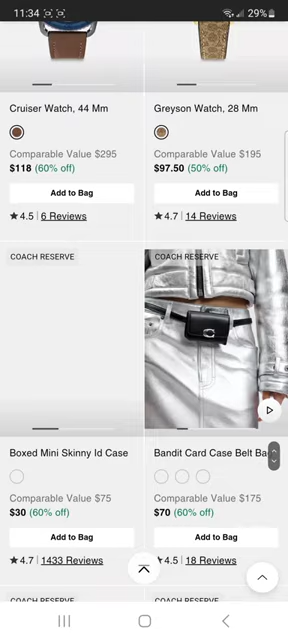 11:34
29%
Cruiser Watch, 44 Mm
Greyson Watch, 28 Mm
Comparable Value $295
Comparable Value $195
$118 (60% off)
$97.50 (50% off)
Add to Bag
Add to Bag
★4.5 | 6 Reviews
★4.7 | 14 Reviews
COACH RESERVE
COACH RESERVE
Boxed Mini Skinny Id Case
Bandit Card Case Belt Ba
Comparable Value $75
Comparable Value $175
$30 (60% off)
$70 (60% off)
Add to Bag
Add to Bag
★4.7 | 1433 Reviews
4.5 | 18 Reviews
COACH RESERVE
COACH RESERVE